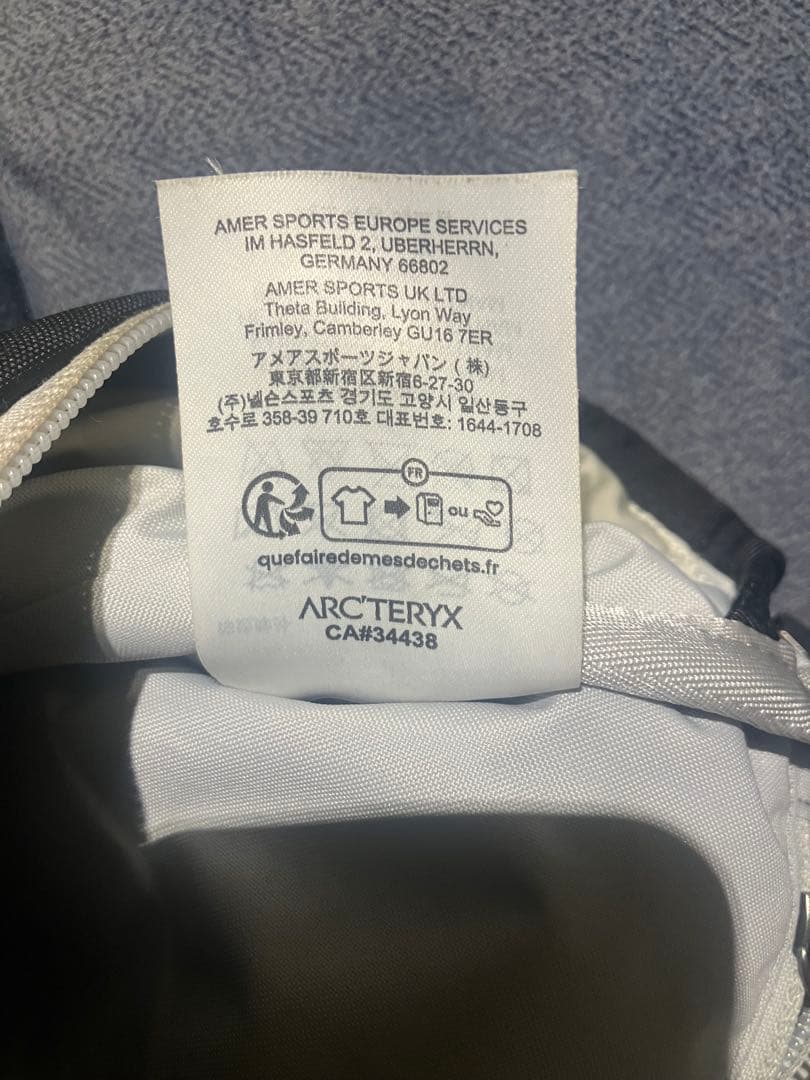 AMER SPORTS EUROPE SERVICES
IM HASFELD 2, UBERHERRN,
GERMANY 66802
AMER SPORTS UK LTD
Theta Building, Lyon Way
Frimley, Camberley GU16 7ER
アメアスポーツジャパン (株)
東京都新宿区新宿6-27-30
(주)넬슨스포츠 경기도 고양시 일산동구
호수로 358-39 710호 대표번호: 1644-1708
FR
ou
quefairedemesdechets.fr
ARC'TERYX
CA#34438